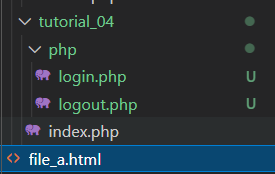 tutorial_04
php
login.php U
logout.php U
index.php
file_a.html